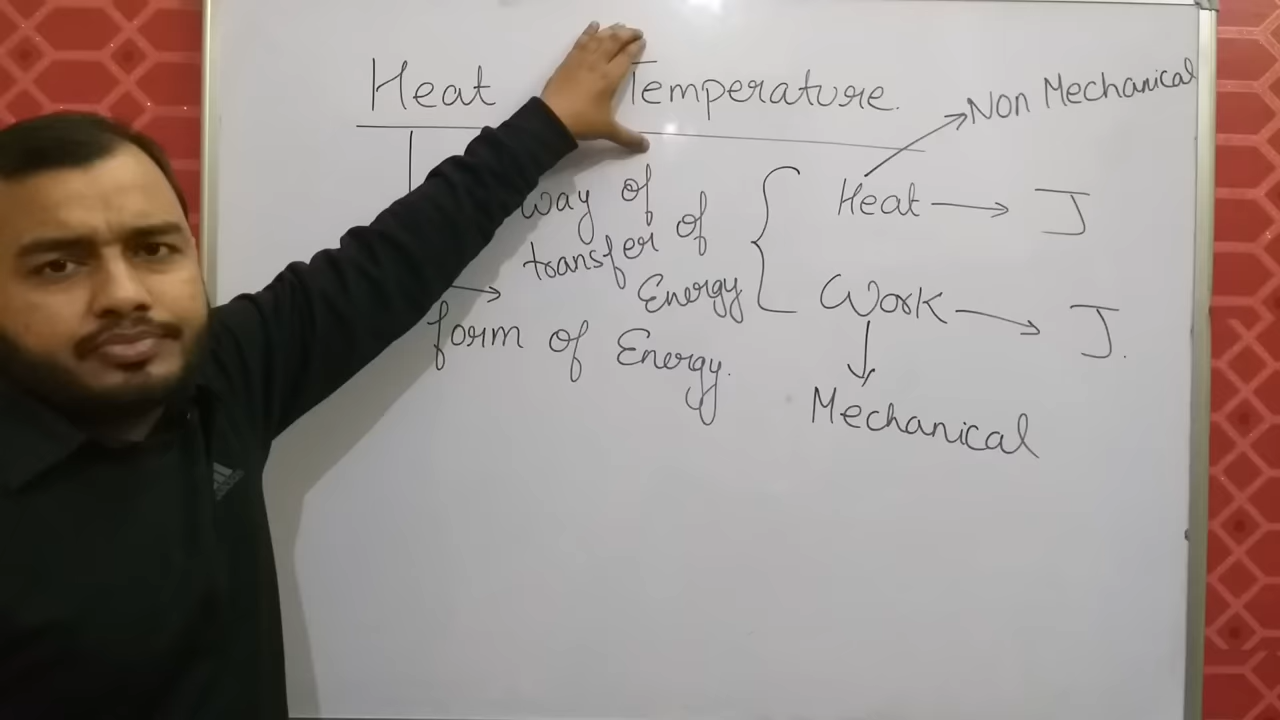 Heat Temperature.
Non Mechanical
way of
transfer of
Energy
Heat → J
Work → J.
→ form of Energy.
Mechanical